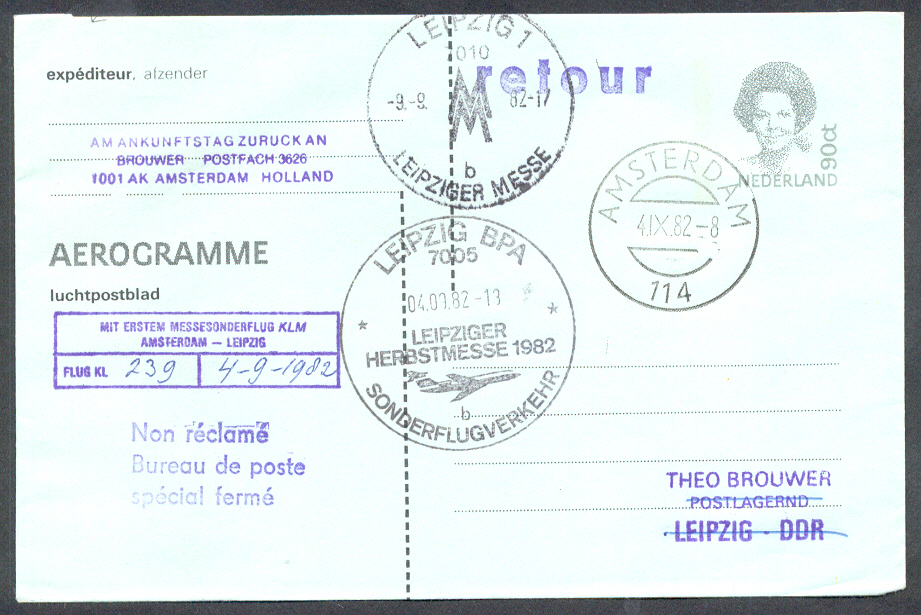 LEIPZIG 1
7010
-9.-9. 82-17
b
LEIPZIGER MESSE
retour
expéditeur, afzender
AM ANKUNFTSTAG ZURUCK AN
BROUWER POSTFACH 3626
1001 AK AMSTERDAM HOLLAND
90ct
NEDERLAND
AMSTERDAM
4.IX.82-8
114
AEROGRAMME
luchtpostblad
LEIPZIG BPA
7005
04.09.82-13
LEIPZIGER
HERBSTMESSE 1982
b
SONDERFLUGVERKEHR
MIT ERSTEM MESSESONDERFLUG KLM
AMSTERDAM — LEIPZIG
FLUG KL 239 4-9-1982
Non réclamé
Bureau de poste
spécial fermé
THEO BROUWER
POSTLAGERND
LEIPZIG - DDR